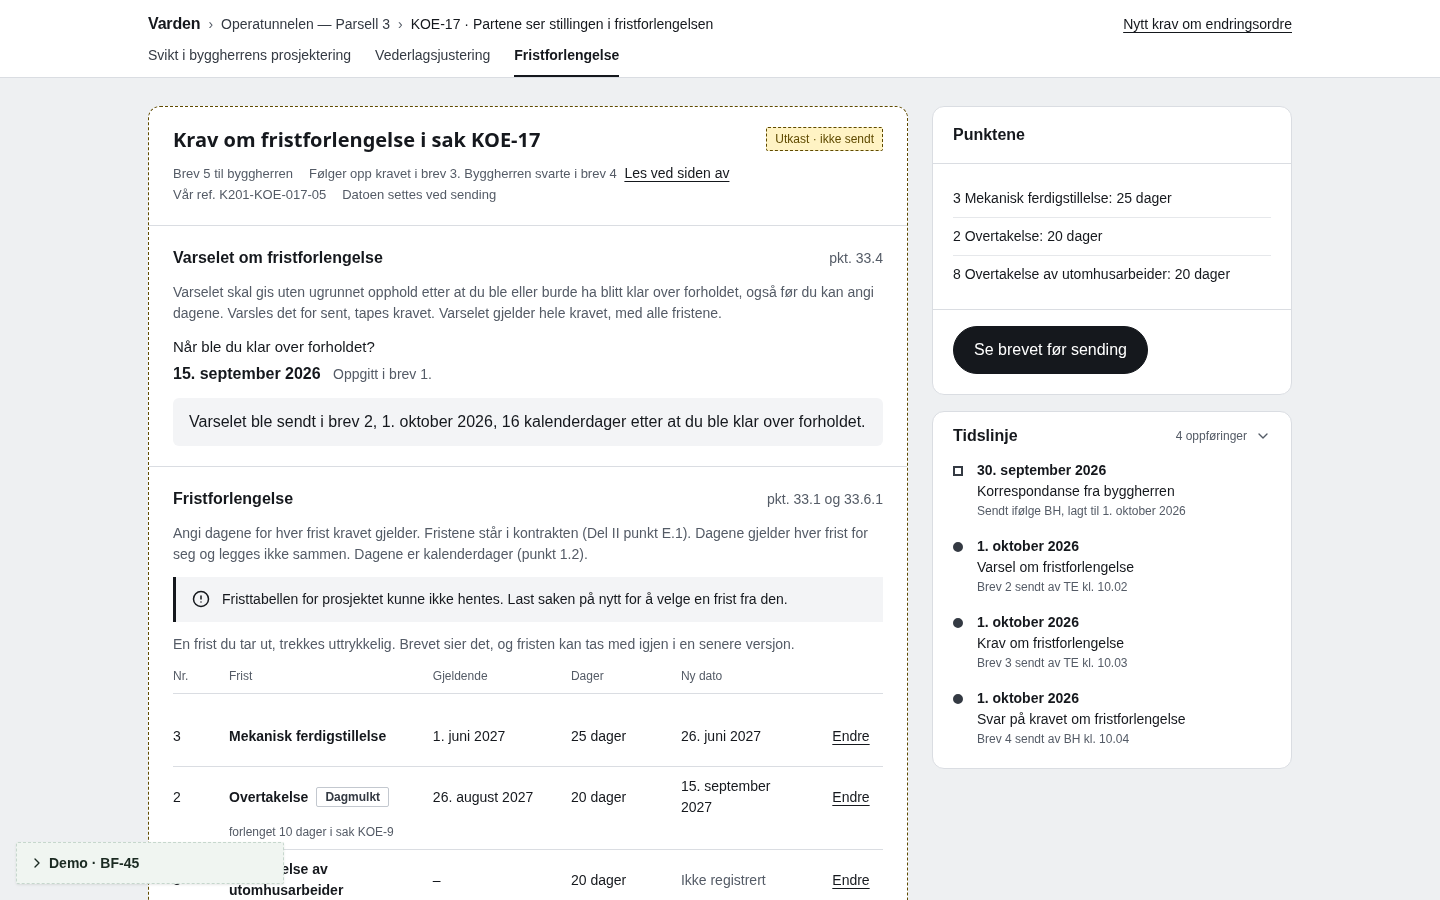 Varden › Operatunnelen — Parsell 3 › KOE-17 · Partene ser stillingen i fristforlengelsen
Nytt krav om endringsordre
Svikt i byggherrens prosjektering
Vederlagsjustering
Fristforlengelse
Krav om fristforlengelse i sak KOE-17
Utkast · ikke sendt
Brev 5 til byggherren Følger opp kravet i brev 3. Byggherren svarte i brev 4 Les ved siden av
Vår ref. K201-KOE-017-05 Datoen settes ved sending
Varselet om fristforlengelse
pkt. 33.4
Varselet skal gis uten ugrunnet opphold etter at du ble eller burde ha blitt klar over forholdet, også før du kan angi
dagene. Varsles det for sent, tapes kravet. Varselet gjelder hele kravet, med alle fristene.
Når ble du klar over forholdet?
15. september 2026 Oppgitt i brev 1.
Varselet ble sendt i brev 2, 1. oktober 2026, 16 kalenderdager etter at du ble klar over forholdet.
Fristforlengelse
pkt. 33.1 og 33.6.1
Angi dagene for hver frist kravet gjelder. Fristene står i kontrakten (Del II punkt E.1). Dagene gjelder hver frist for
seg og legges ikke sammen. Dagene er kalenderdager (punkt 1.2).
Fristtabellen for prosjektet kunne ikke hentes. Last saken på nytt for å velge en frist fra den.
En frist du tar ut, trekkes uttrykkelig. Brevet sier det, og fristen kan tas med igjen i en senere versjon.
Nr. Frist Gjeldende Dager Ny dato
3 Mekanisk ferdigstillelse 1. juni 2027 25 dager 26. juni 2027 Endre
2 Overtakelse Dagmulkt 26. august 2027 20 dager 15. september 2027 Endre
forlenget 10 dager i sak KOE-9
else av
utomhusarbeider
– 20 dager Ikke registrert Endre
Demo · BF-45
Punktene
3 Mekanisk ferdigstillelse: 25 dager
2 Overtakelse: 20 dager
8 Overtakelse av utomhusarbeider: 20 dager
Se brevet før sending
Tidslinje
4 oppføringer
30. september 2026
Korrespondanse fra byggherren
Sendt ifølge BH, lagt til 1. oktober 2026
1. oktober 2026
Varsel om fristforlengelse
Brev 2 sendt av TE kl. 10.02
1. oktober 2026
Krav om fristforlengelse
Brev 3 sendt av TE kl. 10.03
1. oktober 2026
Svar på kravet om fristforlengelse
Brev 4 sendt av BH kl. 10.04